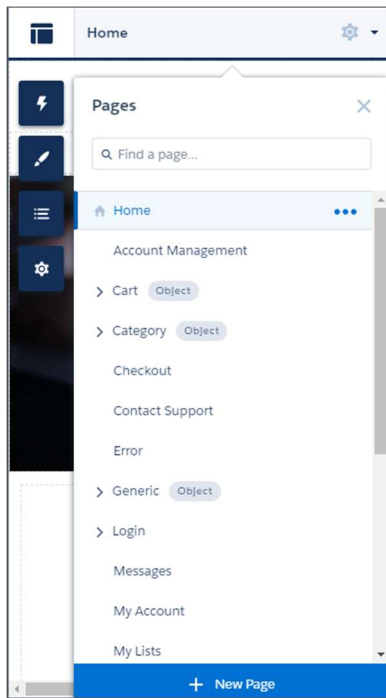 Home
Pages
Find a page...
Home
Account Management
Cart Object
Category Object
Checkout
Contact Support
Error
Generic Object
Login
Messages
My Account
My Lists
+ New Page